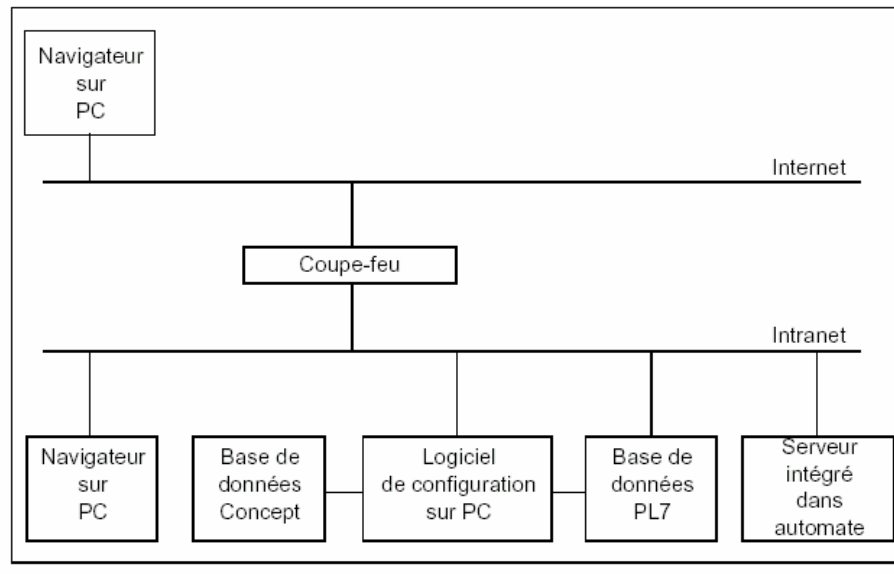 Navigateur
sur
PC
Internet
Coupe-feu
Intranet
Navigateur
sur
PC
Base de
données
Concept
Logiciel
de configuration
sur PC
Base de
données
PL7
Serveur
intégré
dans
automate